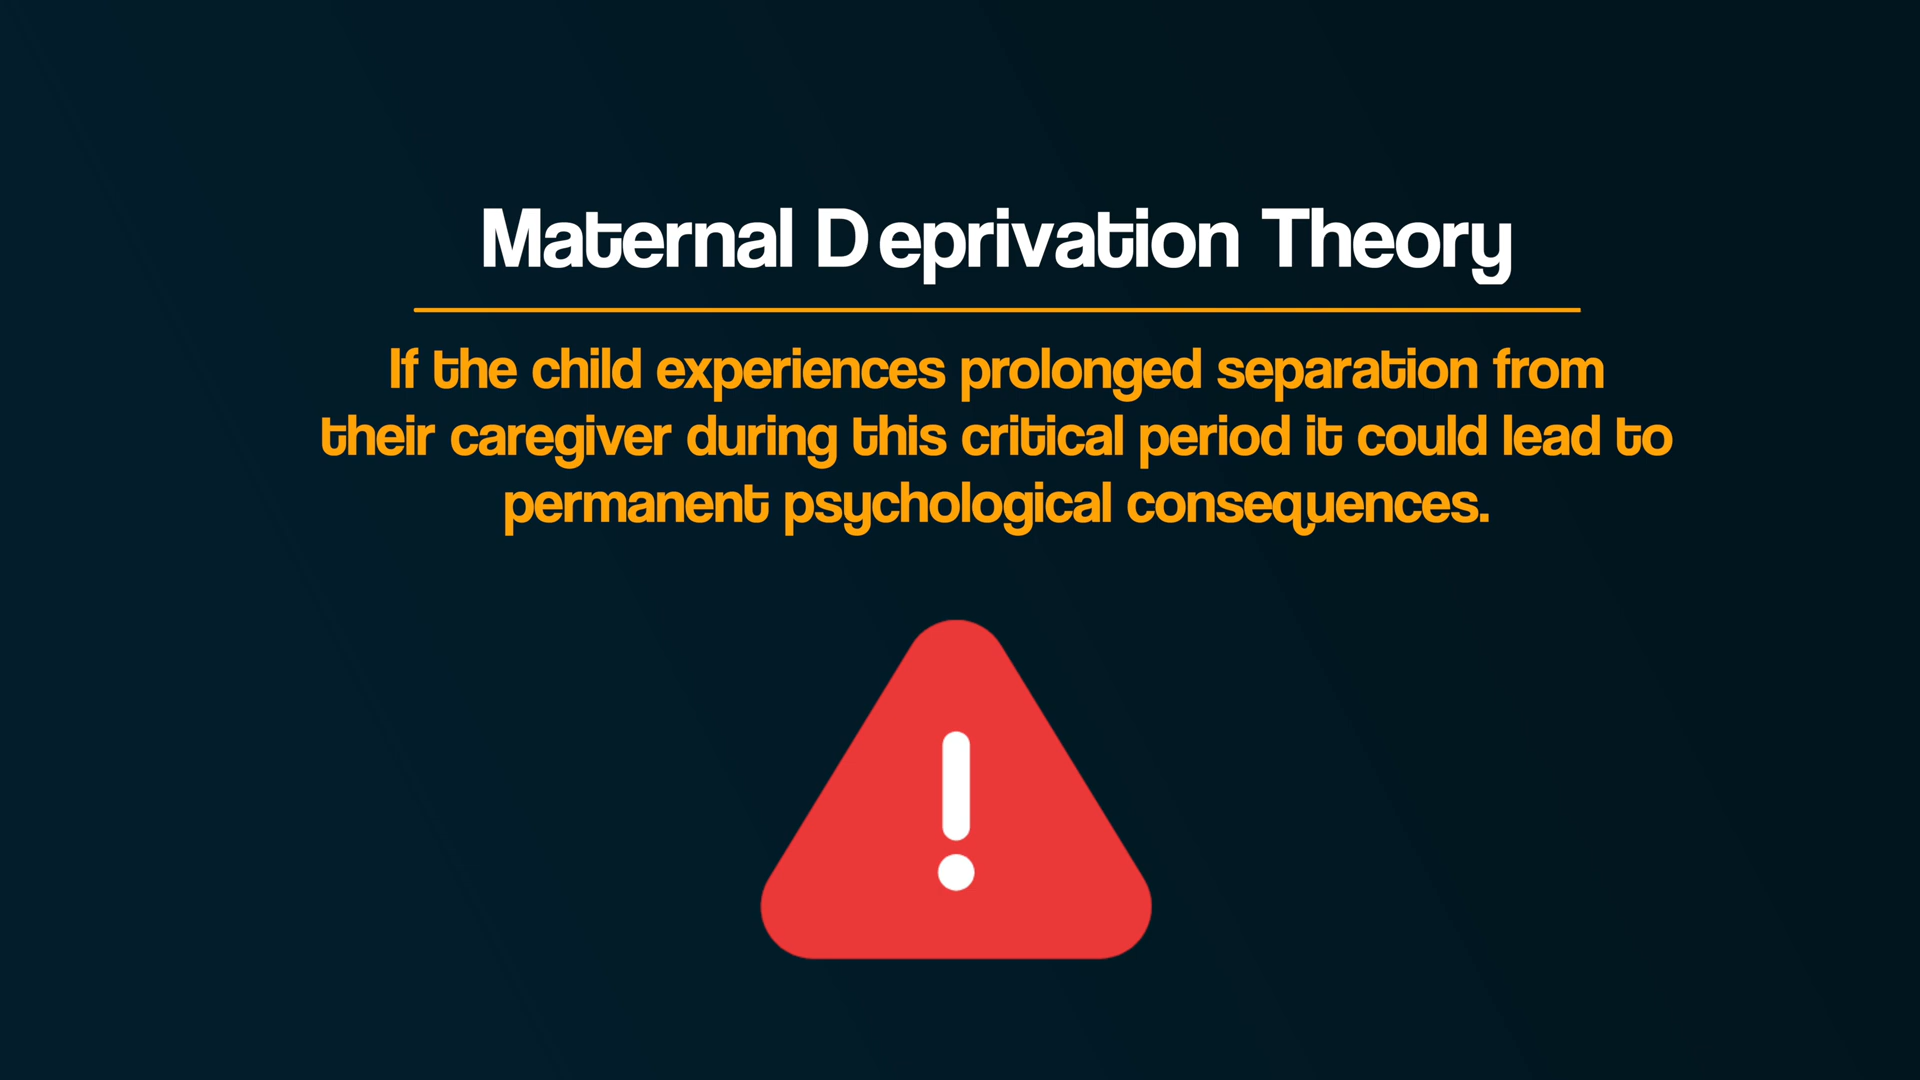 Maternal Deprivation Theory
If the child experiences prolonged separation from
their caregiver during this critical period it could lead to
permanent psychological consequences.
!